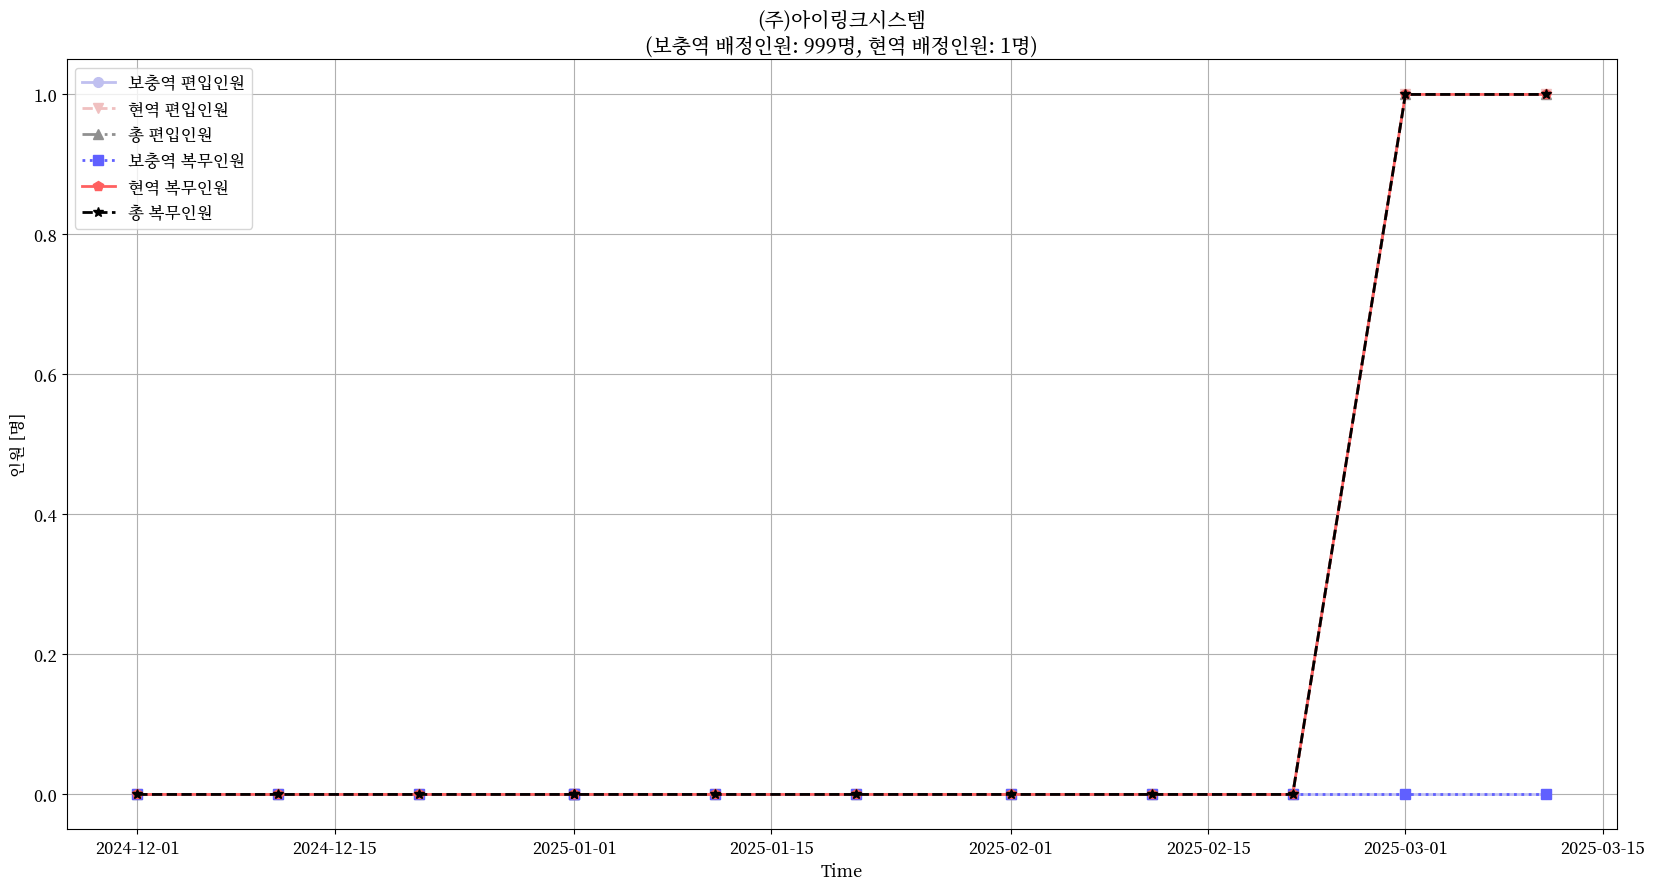 (주)아이링크시스템
(보충역 배정인원: 999명, 현역 배정인원: 1명)
보충역 편입인원
현역 편입인원
총 편입인원
보충역 복무인원
현역 복무인원
총 복무인원
1.0
0.8
0.6
0.4
0.2
0.0
인원 [명]
2024-12-01 2024-12-15 2025-01-01 2025-01-15 2025-02-01 2025-02-15 2025-03-01 2025-03-15
Time